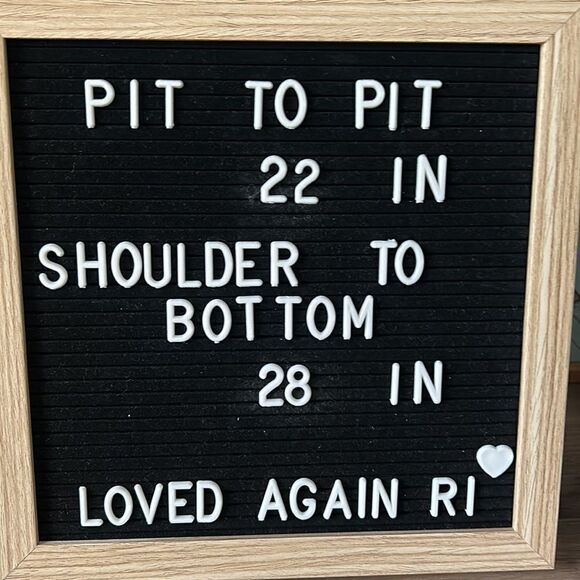 PIT TO PIT
22 IN
SHOULDER TO
BOTTOM
28 IN
LOVED AGAIN RI